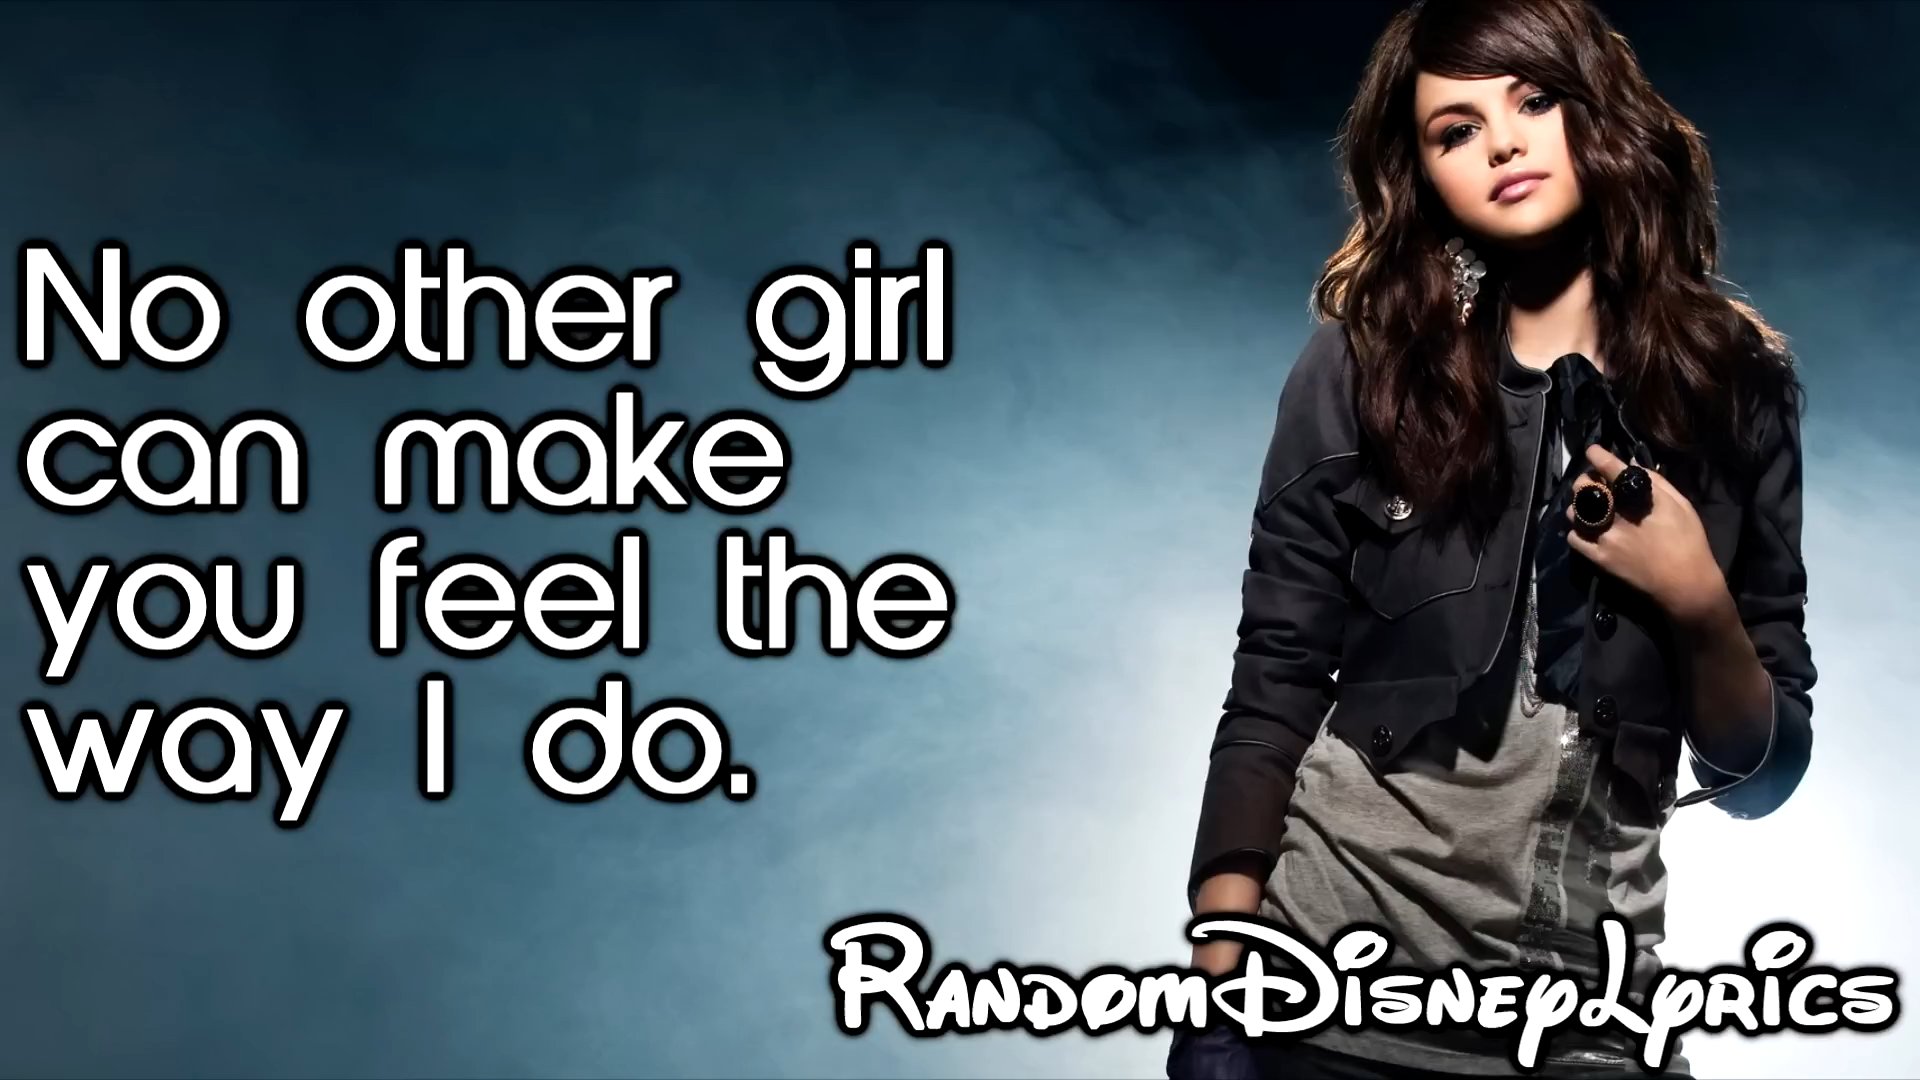 No other girl
can make
you feel the
way I do.
RandomDisneyLyrics